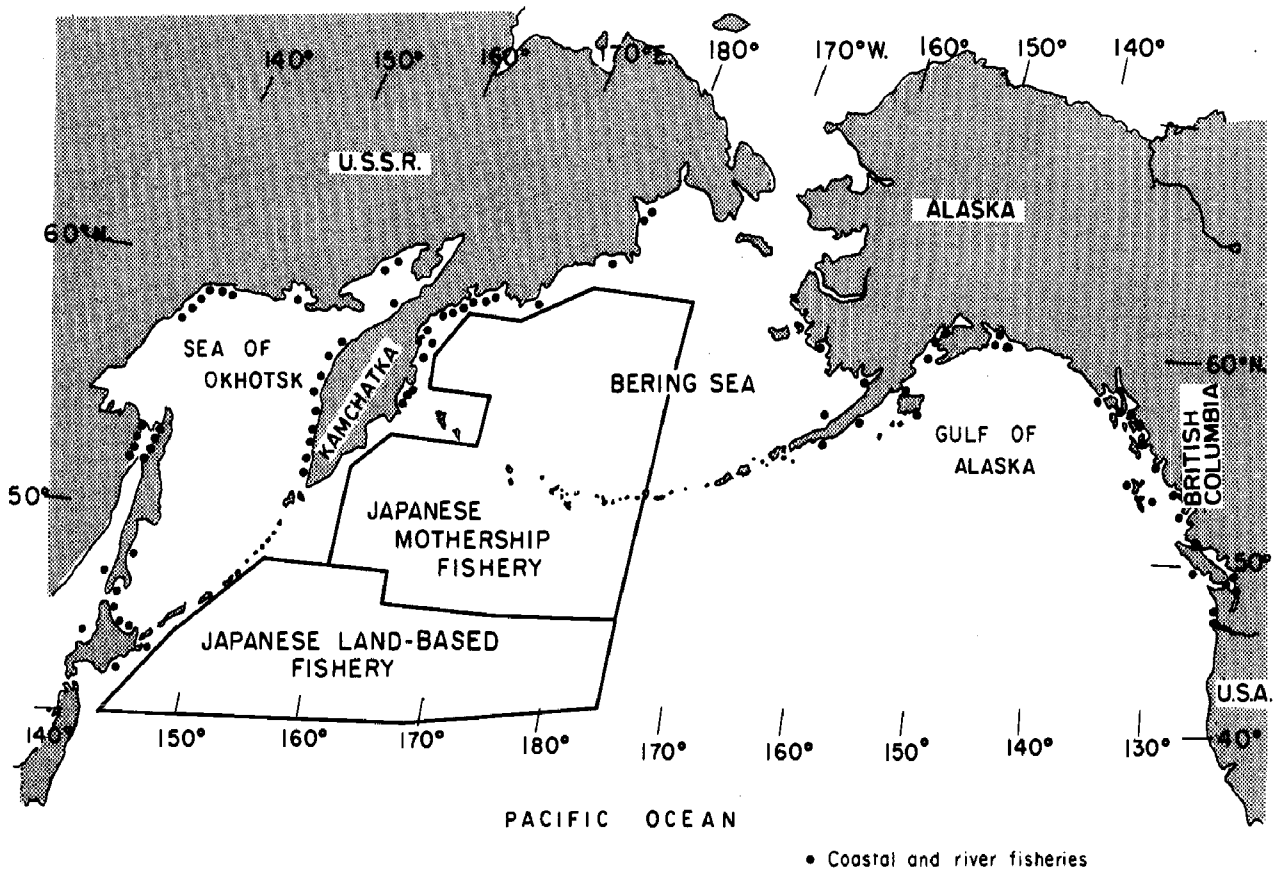 140° 150° 160° 170°E. 180° 170°W. 160° 150° 140°
U.S.S.R.
ALASKA
60°N.
SEA OF
OKHOTSK
KAMCHATKA
BERING SEA
60°N.
GULF OF
ALASKA
BRITISH
COLUMBIA
50°
JAPANESE
MOTHERSHIP
FISHERY
50°
JAPANESE LAND-BASED
FISHERY
U.S.A.
140° 150° 160° 170° 180° 170° 160° 150° 140° 130° 40°
PACIFIC OCEAN
• Coastal and river fisheries